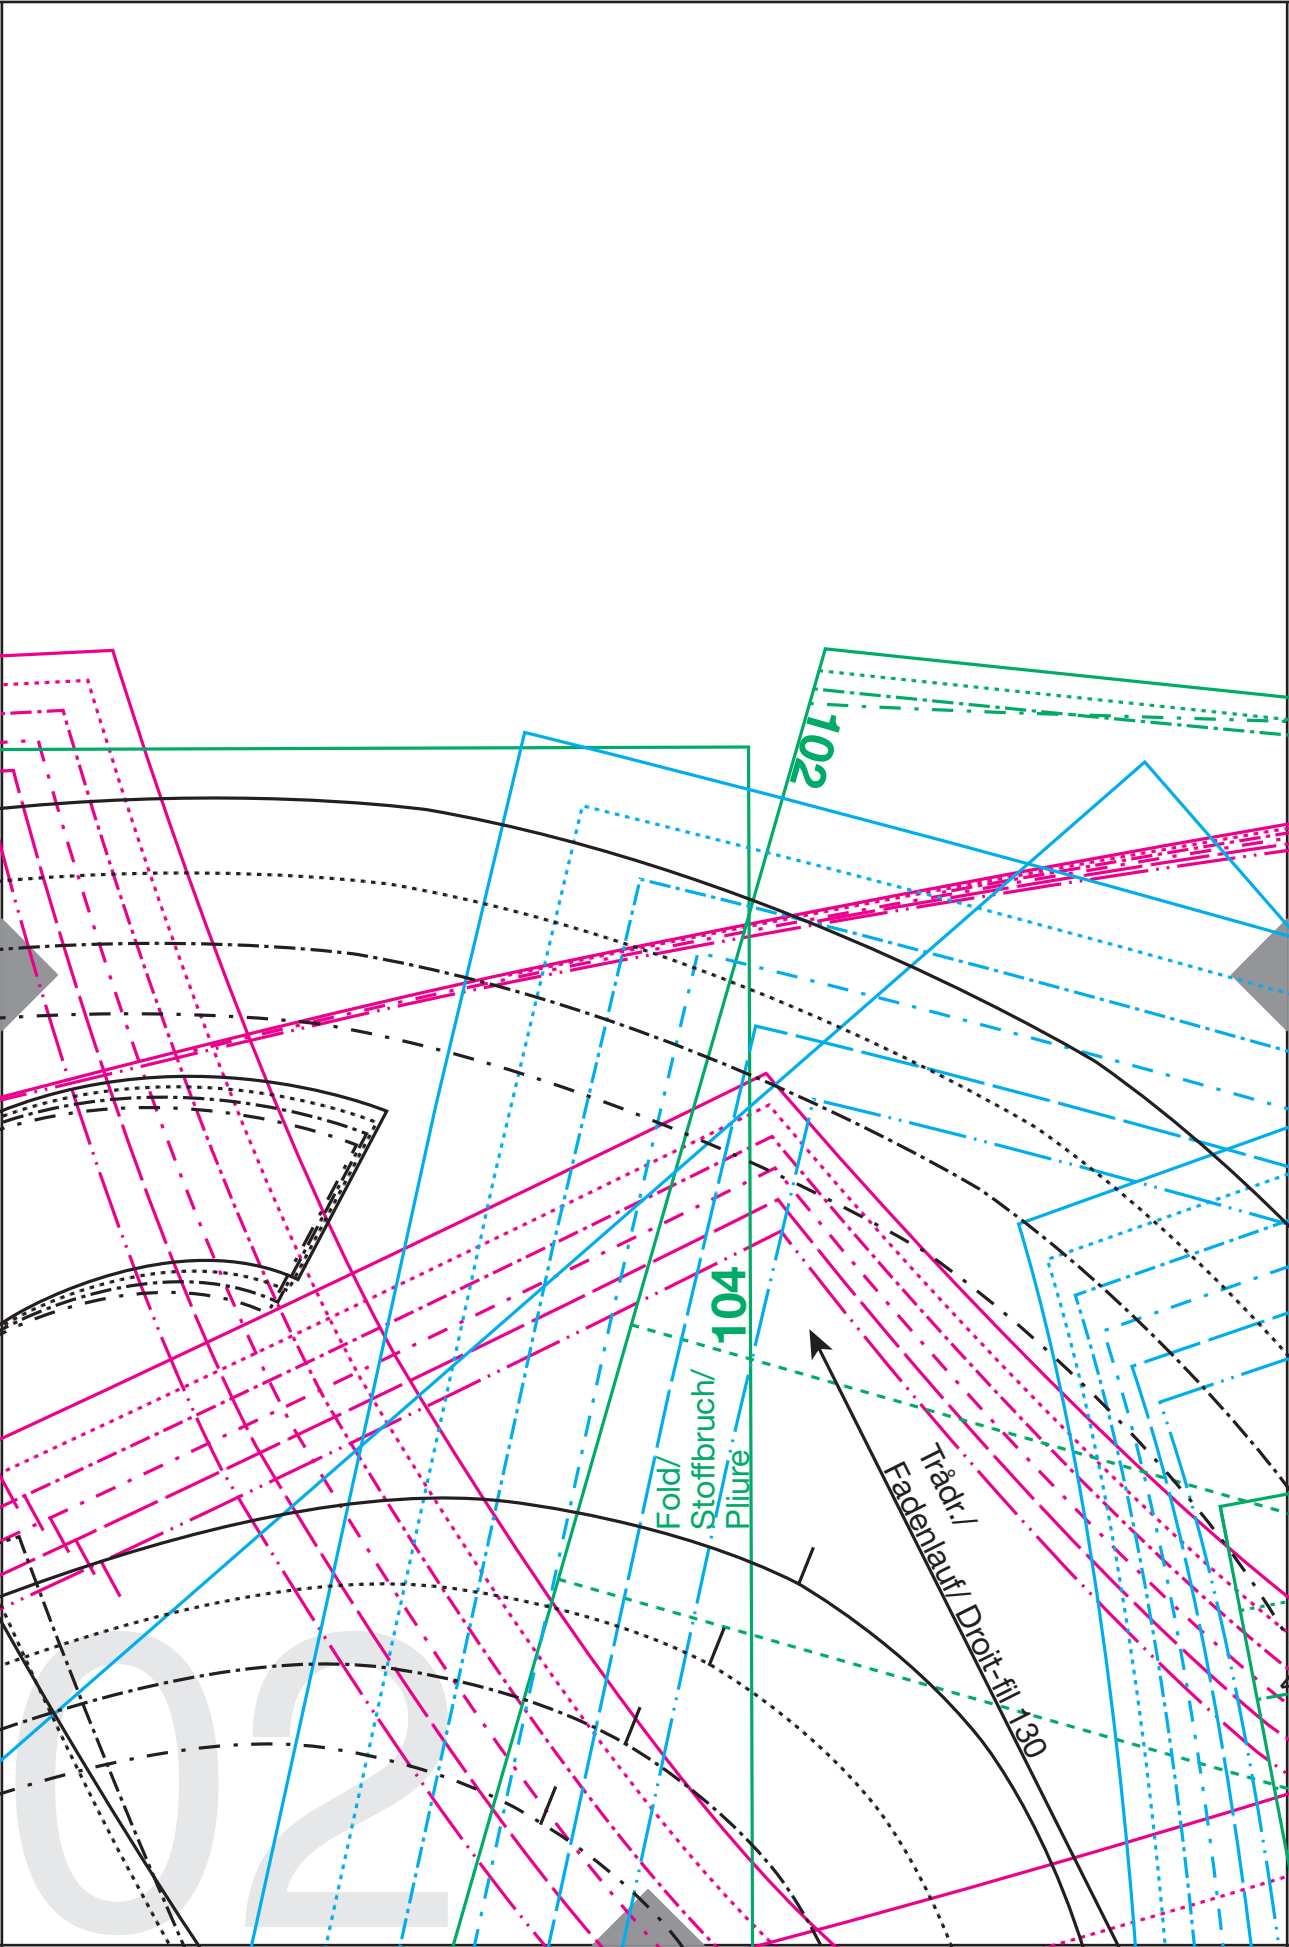 102
104
Fold/
Stoffbruch/
Pliure
Trådr./
Fadenlauf/ Droit-fil 130
02